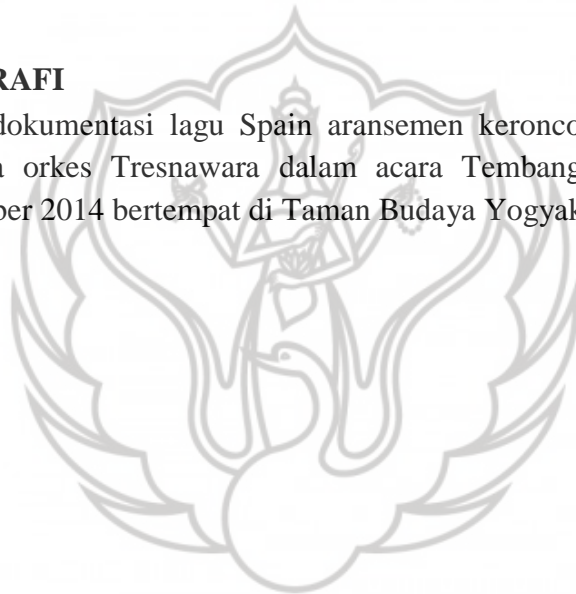 RAFI
dokumentasi lagu Spain aransemen keronco
orkes Tresnawara dalam acara Tembang
ber 2014 bertempat di Taman Budaya Yogyak